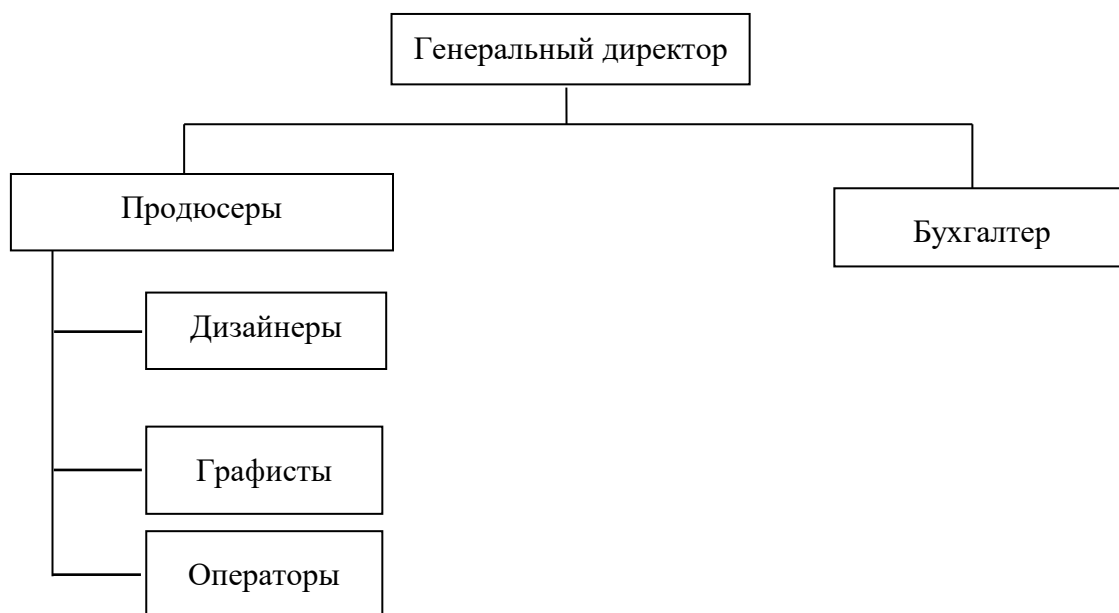 Генеральный директор
Продюсеры
Бухгалтер
Дизайнеры
Графисты
Операторы